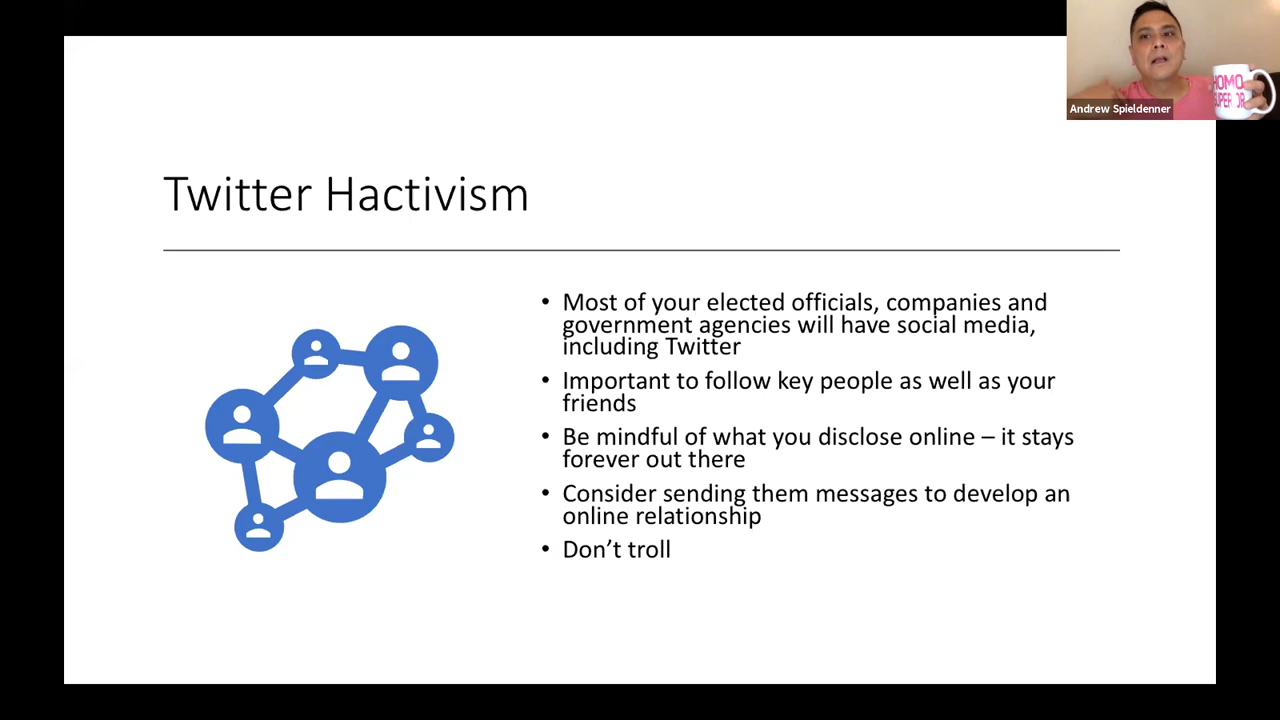 Andrew Spieldenner
HOMO
Twitter Hactivism
• Most of your elected officials, companies and
government agencies will have social media,
including Twitter
• Important to follow key people as well as your
friends
• Be mindful of what you disclose online – it stays
forever out there
• Consider sending them messages to develop an
online relationship
• Don’t troll